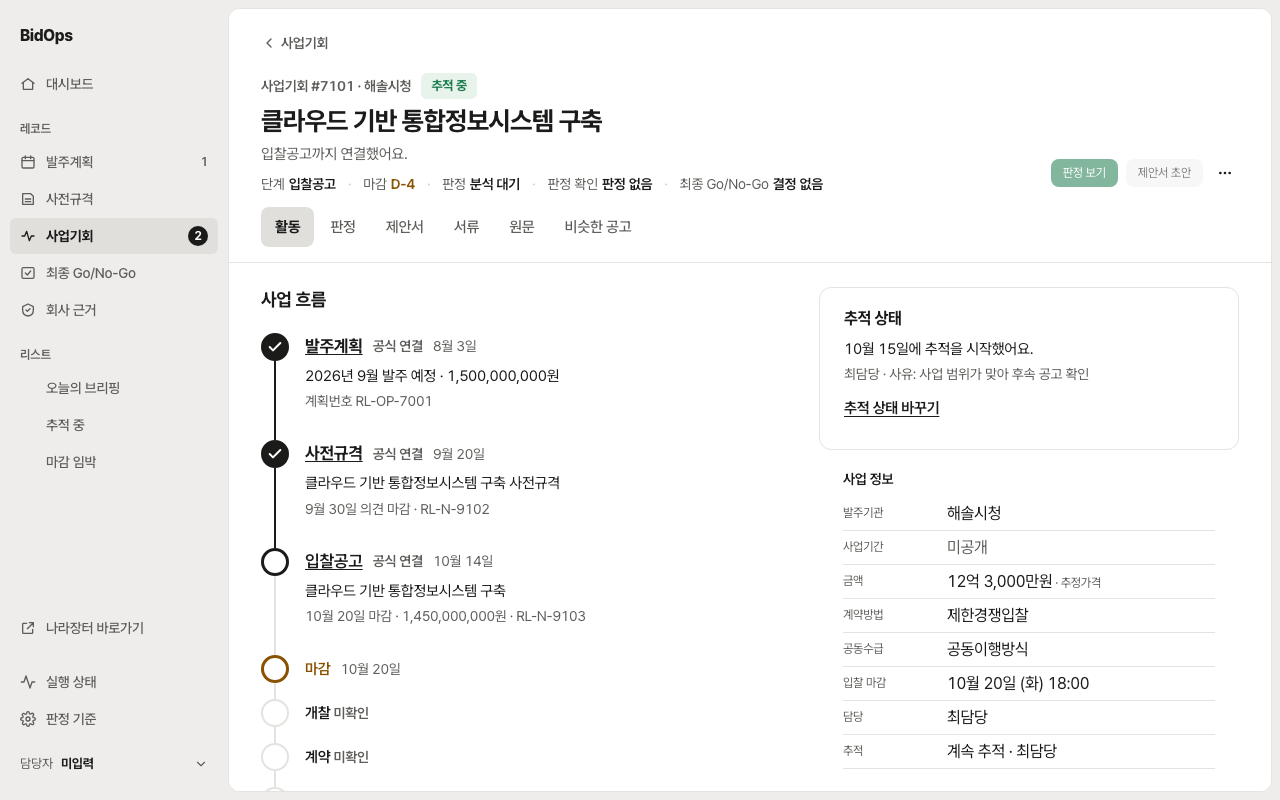 BidOps
대시보드
레코드
발주계획 1
사전규격
사업기회 2
최종 Go/No-Go
회사 근거
리스트
오늘의 브리핑
추적 중
마감 임박
나라장터 바로가기
실행 상태
판정 기준
담당자 미입력
사업기회
사업기회 #7101 · 해솔시청 추적 중
클라우드 기반 통합정보시스템 구축
입찰공고까지 연결했어요.
단계 입찰공고 · 마감 D-4 · 판정 분석 대기 · 판정 확인 판정 없음 · 최종 Go/No-Go 결정 없음
판정 보기 제안서 초안 ···
활동 판정 제안서 서류 원문 비슷한 공고
사업 흐름
발주계획 공식 연결 8월 3일
2026년 9월 발주 예정 · 1,500,000,000원
계획번호 RL-OP-7001
사전규격 공식 연결 9월 20일
클라우드 기반 통합정보시스템 구축 사전규격
9월 30일 의견 마감 · RL-N-9102
입찰공고 공식 연결 10월 14일
클라우드 기반 통합정보시스템 구축
10월 20일 마감 · 1,450,000,000원 · RL-N-9103
마감 10월 20일
개찰 미확인
계약 미확인
추적 상태
10월 15일에 추적을 시작했어요.
최담당 · 사유: 사업 범위가 맞아 후속 공고 확인
추적 상태 바꾸기
사업 정보
발주기관 해솔시청
사업기간 미공개
금액 12억 3,000만원 · 추정가격
계약방법 제한경쟁입찰
공동수급 공동이행방식
입찰 마감 10월 20일 (화) 18:00
담당 최담당
추적 계속 추적 · 최담당